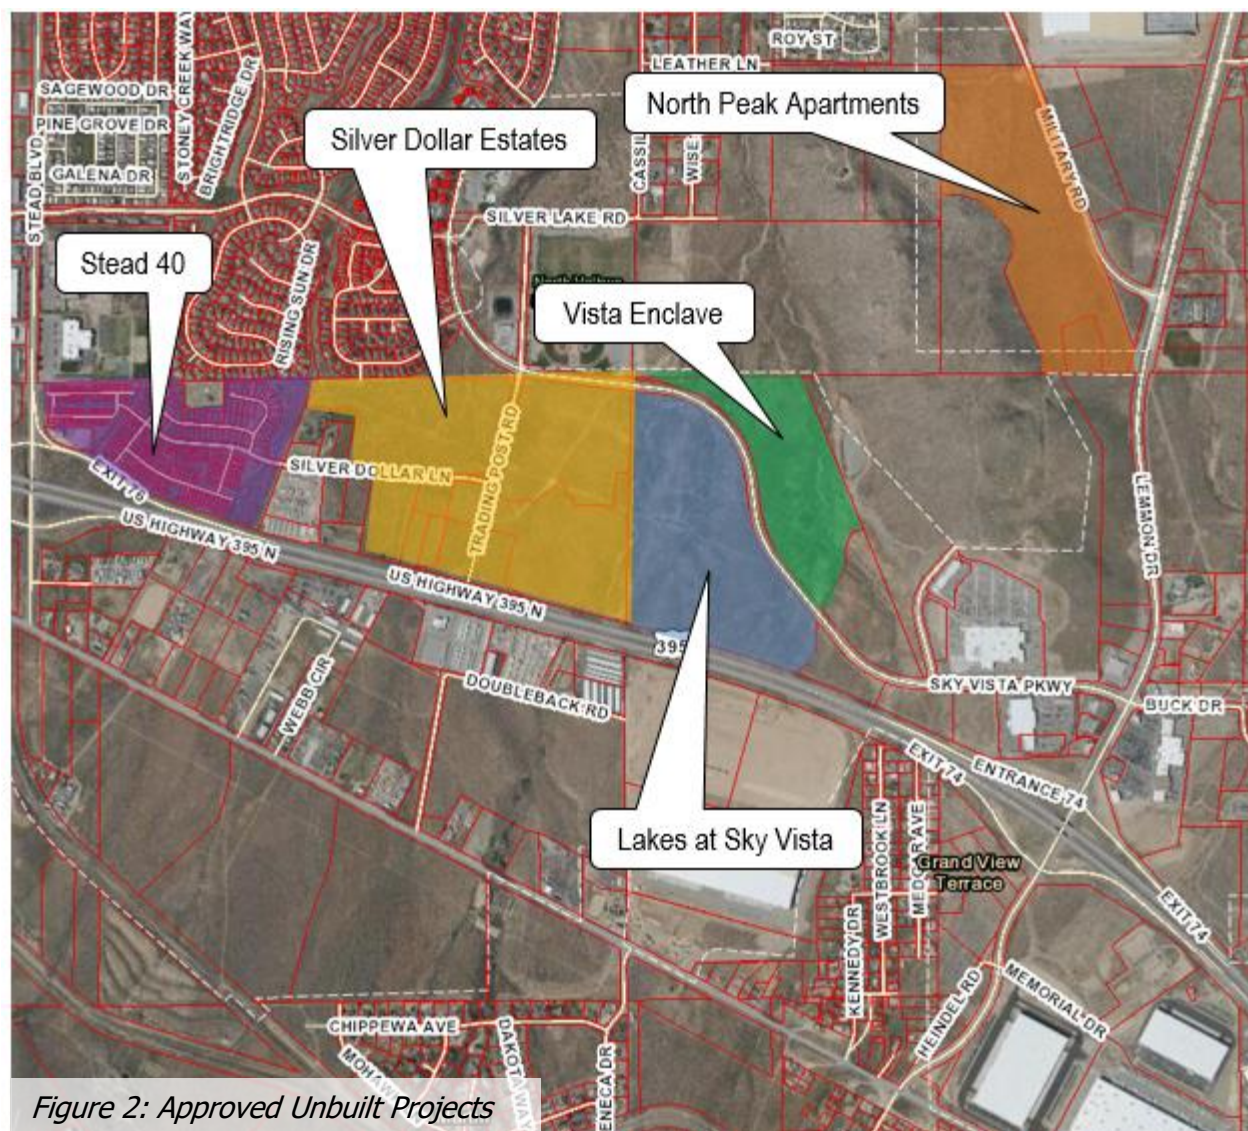 ROY ST
LEATHER LN
SAGEWOOD DR
STONEY CREEK WAY
BRIGHTRIDGE DR
PINE GROVE DR
GALENA DR
STEAD BLVD
North Peak Apartments
Silver Dollar Estates
MILITARY RD
WISE
SILVER LAKE RD
Stead 40
RISING SUN DR
Vista Enclave
SILVER DOLLAR LN
TRADING POST RD
EXIT 76
US HIGHWAY 395 N
US HIGHWAY 395 N
LEMMON DR
395
WEBB CIR
DOUBLEBACK RD
SKY VISTA PKWY
BUCK DR
EXIT 74
ENTRANCE 74
Lakes at Sky Vista
WESTBROOK LN
MEDGAR AVE
Grand View
Terrace
EXIT 74
KENNEDY DR
HEINDEL RD
MEMORIAL DR
CHIPPEWA AVE
DAKOTA WAY
Figure 2: Approved Unbuilt Projects